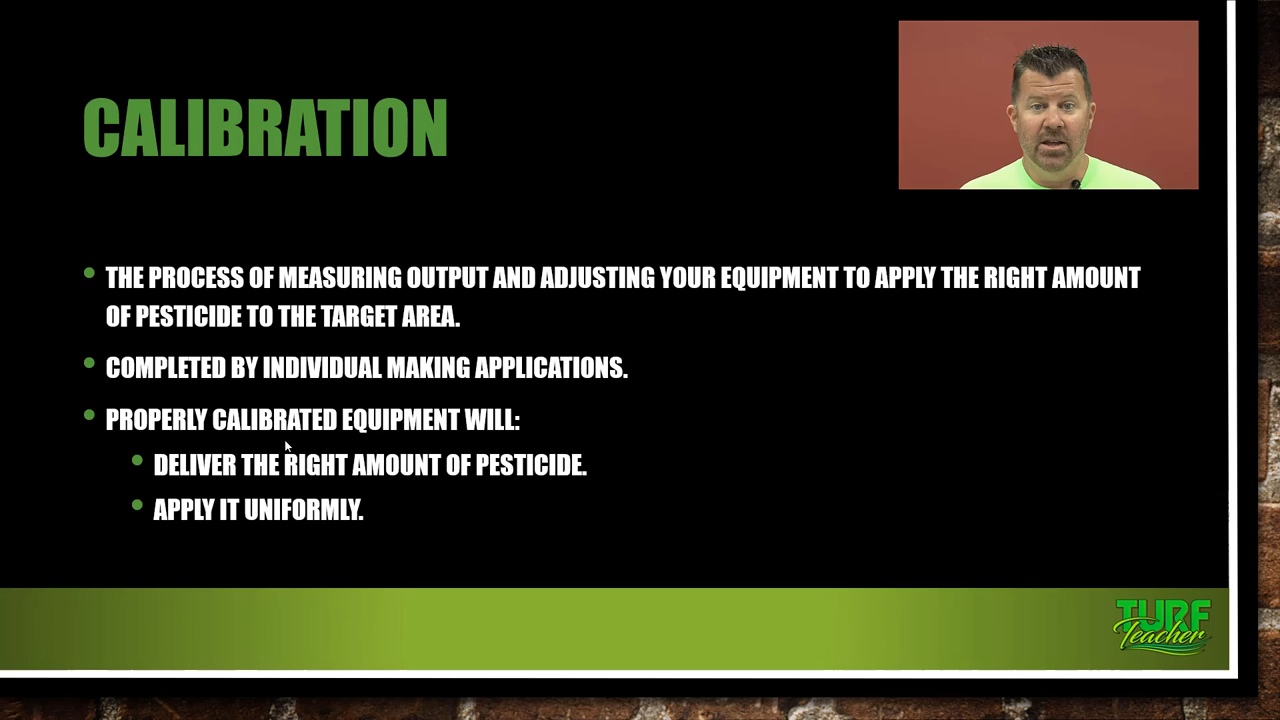 CALIBRATION
THE PROCESS OF MEASURING OUTPUT AND ADJUSTING YOUR EQUIPMENT TO APPLY THE RIGHT AMOUNT
OF PESTICIDE TO THE TARGET AREA.
COMPLETED BY INDIVIDUAL MAKING APPLICATIONS.
PROPERLY CALIBRATED EQUIPMENT WILL:
DELIVER THE RIGHT AMOUNT OF PESTICIDE.
APPLY IT UNIFORMLY.
TURF
Teacher